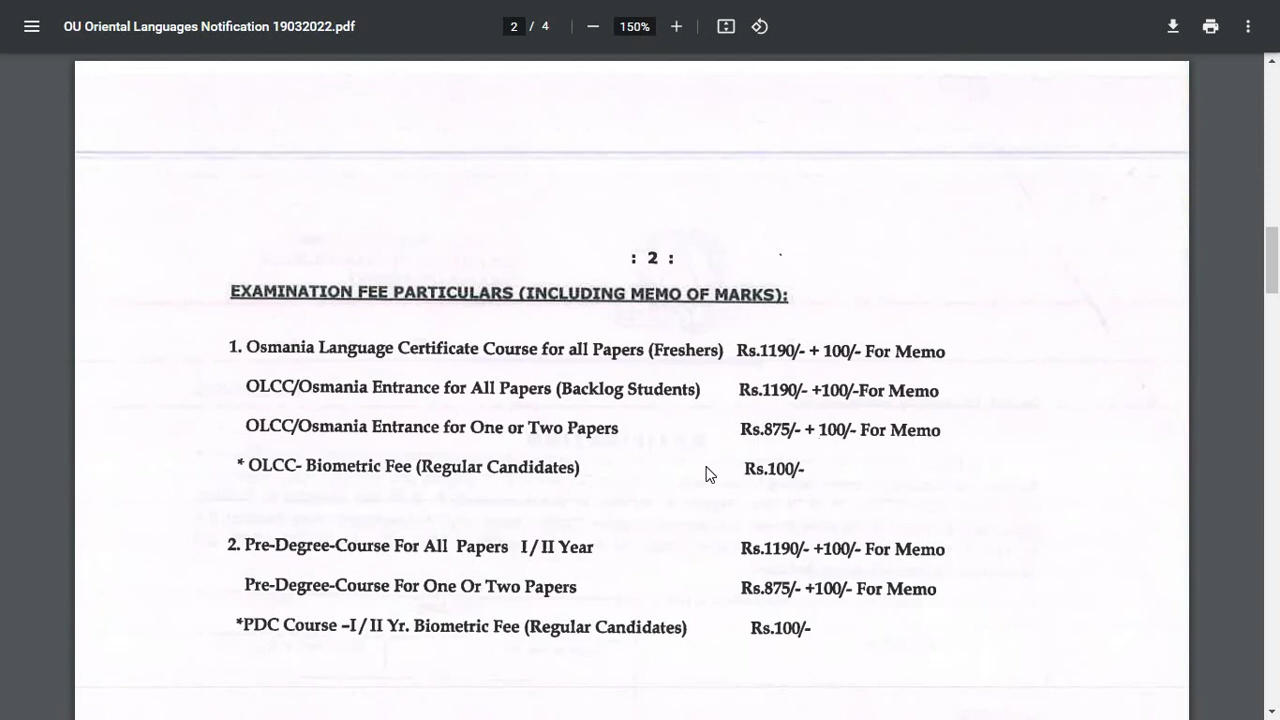 OU Oriental Languages Notification 19032022.pdf
2 / 4
150%
: 2 :
EXAMINATION FEE PARTICULARS (INCLUDING MEMO OF MARKS):
1. Osmania Language Certificate Course for all Papers (Freshers) Rs.1190/- + 100/- For Memo
OLCC/Osmania Entrance for All Papers (Backlog Students) Rs.1190/- +100/-For Memo
OLCC/Osmania Entrance for One or Two Papers Rs.875/- + 100/- For Memo
* OLCC- Biometric Fee (Regular Candidates) Rs.100/-
2. Pre-Degree-Course For All Papers I / II Year Rs.1190/- +100/- For Memo
Pre-Degree-Course For One Or Two Papers Rs.875/- +100/- For Memo
*PDC Course –I / II Yr. Biometric Fee (Regular Candidates) Rs.100/-